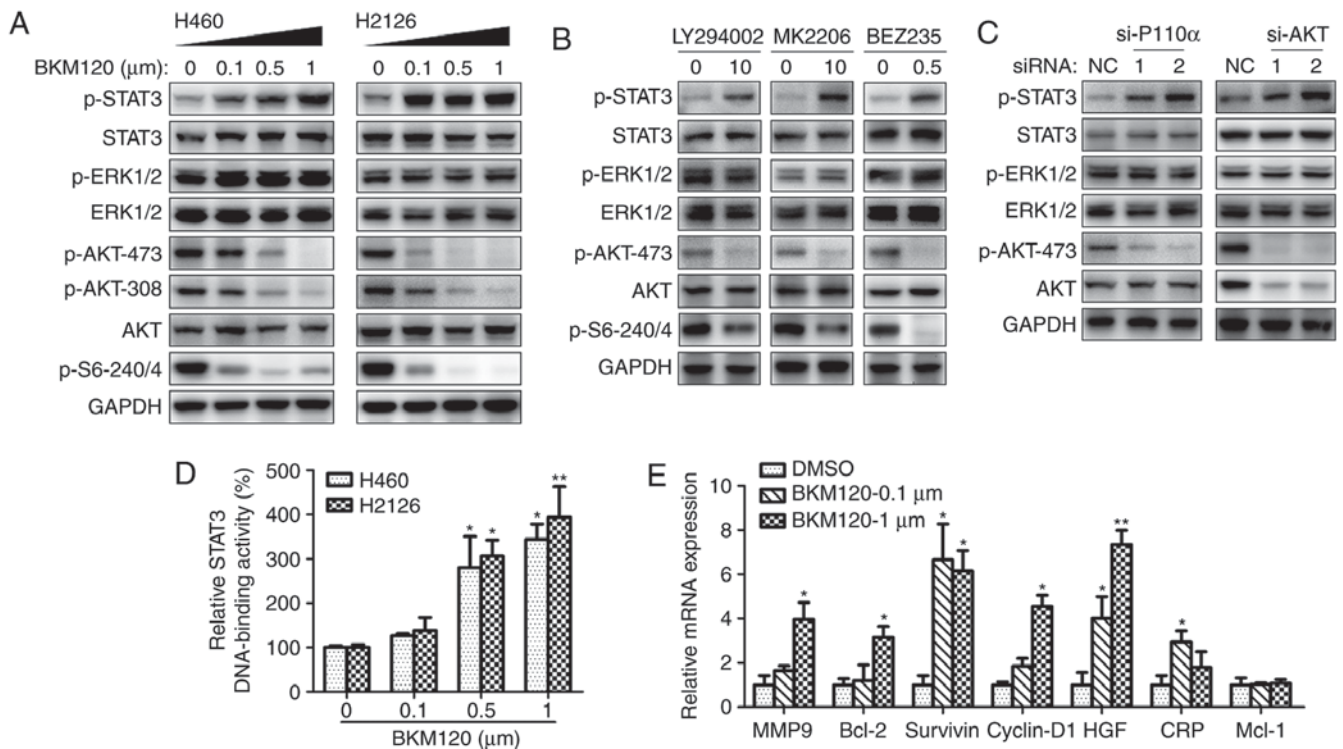 A
H460
H2126
BKM120 (μm): 0 0.1 0.5 1 0 0.1 0.5 1
p-STAT3
STAT3
p-ERK1/2
ERK1/2
p-AKT-473
p-AKT-308
AKT
p-S6-240/4
GAPDH
B
LY294002 MK2206 BEZ235
0 10 0 10 0 0.5
p-STAT3
STAT3
p-ERK1/2
ERK1/2
p-AKT-473
AKT
p-S6-240/4
GAPDH
C
si-P110α si-AKT
siRNA: NC 1 2 NC 1 2
p-STAT3
STAT3
p-ERK1/2
ERK1/2
p-AKT-473
AKT
GAPDH
D
Relative STAT3
DNA-binding activity (%)
500
400
300
200
100
0
H460
H2126
* * * **
0 0.1 0.5 1
BKM120 (μm)
E
Relative mRNA expression
10
8
6
4
2
0
DMSO
BKM120-0.1 μm
BKM120-1 μm
* * * * * * ** *
MMP9 Bcl-2 Survivin Cyclin-D1 HGF CRP Mcl-1